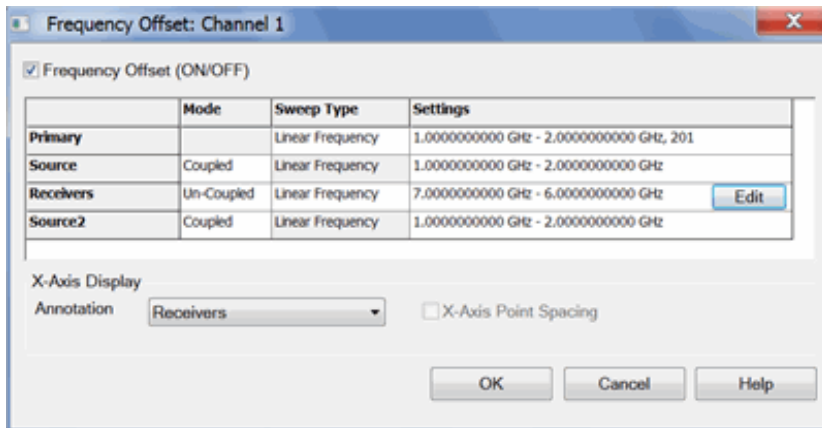 Frequency Offset: Channel 1
Frequency Offset (ON/OFF)
Mode Sweep Type Settings
Primary Linear Frequency 1.0000000000 GHz - 2.0000000000 GHz, 201
Source Coupled Linear Frequency 1.0000000000 GHz - 2.0000000000 GHz
Receivers Un-Coupled Linear Frequency 7.0000000000 GHz - 6.0000000000 GHz Edit
Source2 Coupled Linear Frequency 1.0000000000 GHz - 2.0000000000 GHz
X-Axis Display
Annotation Receivers X-Axis Point Spacing
OK Cancel Help